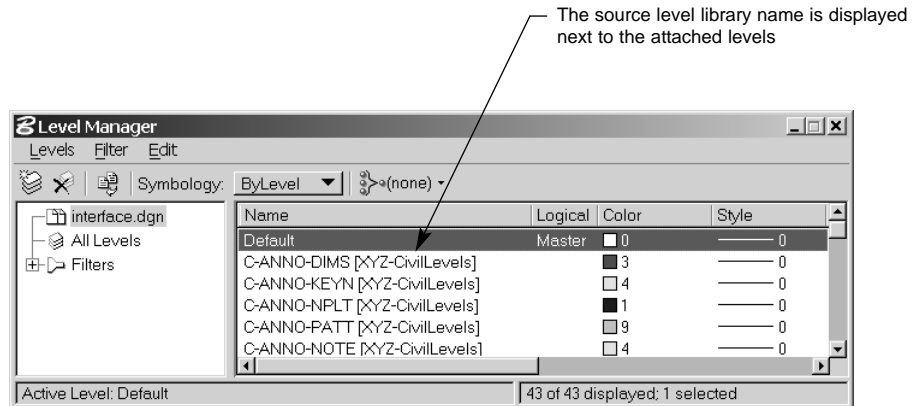 The source level library name is displayed
next to the attached levels
Level Manager
Levels Filter Edit
Symbology: ByLevel (none)
interface.dgn
All Levels
Filters
Name Logical Color Style
Default Master 0 0
C-ANNO-DIMS [XYZ-CivilLevels] 3 0
C-ANNO-KEYN [XYZ-CivilLevels] 4 0
C-ANNO-NPLT [XYZ-CivilLevels] 1 0
C-ANNO-PATT [XYZ-CivilLevels] 9 0
C-ANNO-NOTE [XYZ-CivilLevels] 4 0
Active Level: Default 43 of 43 displayed; 1 selected